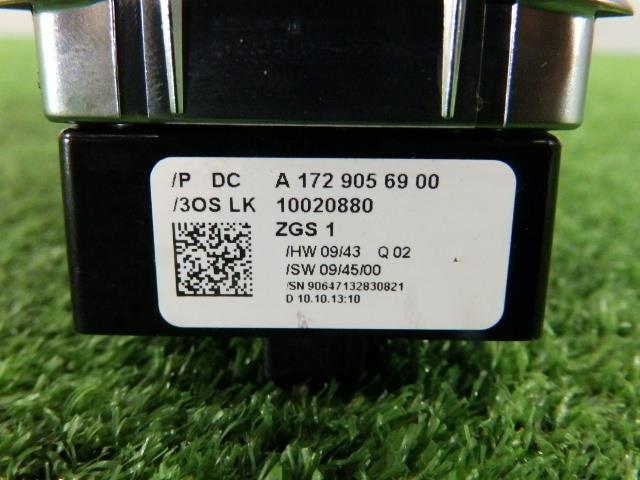 /P DC A 172 905 69 00
/3OS LK 10020880
ZGS 1
/HW 09/43 Q 02
/SW 09/45/00
/SN 90647132830821
D 10.10.13:10